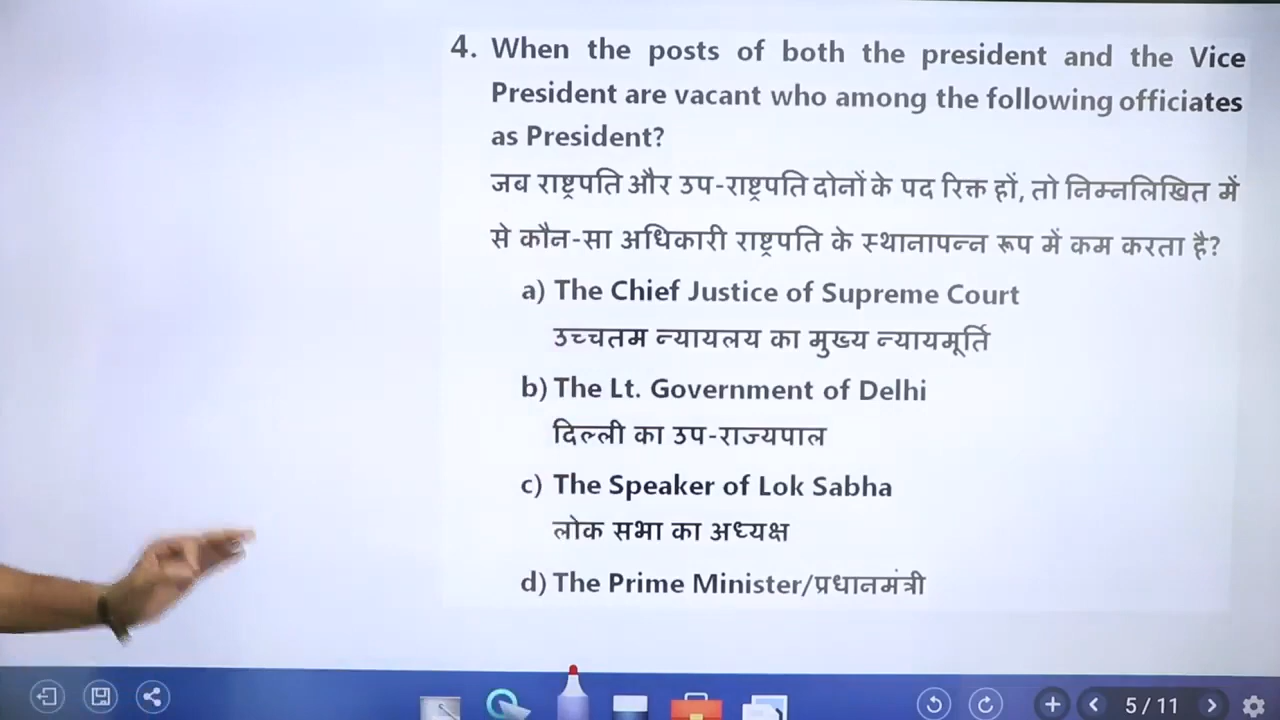 4. When the posts of both the president and the Vice
President are vacant who among the following officiates
as President?
जब राष्ट्रपति और उप-राष्ट्रपति दोनों के पद रिक्त हों, तो निम्नलिखित में
से कौन-सा अधिकारी राष्ट्रपति के स्थानापन्न रूप में कम करता है?
a) The Chief Justice of Supreme Court
उच्चतम न्यायलय का मुख्य न्यायमूर्ति
b) The Lt. Government of Delhi
दिल्ली का उप-राज्यपाल
c) The Speaker of Lok Sabha
लोक सभा का अध्यक्ष
d) The Prime Minister/प्रधानमंत्री
5 / 11